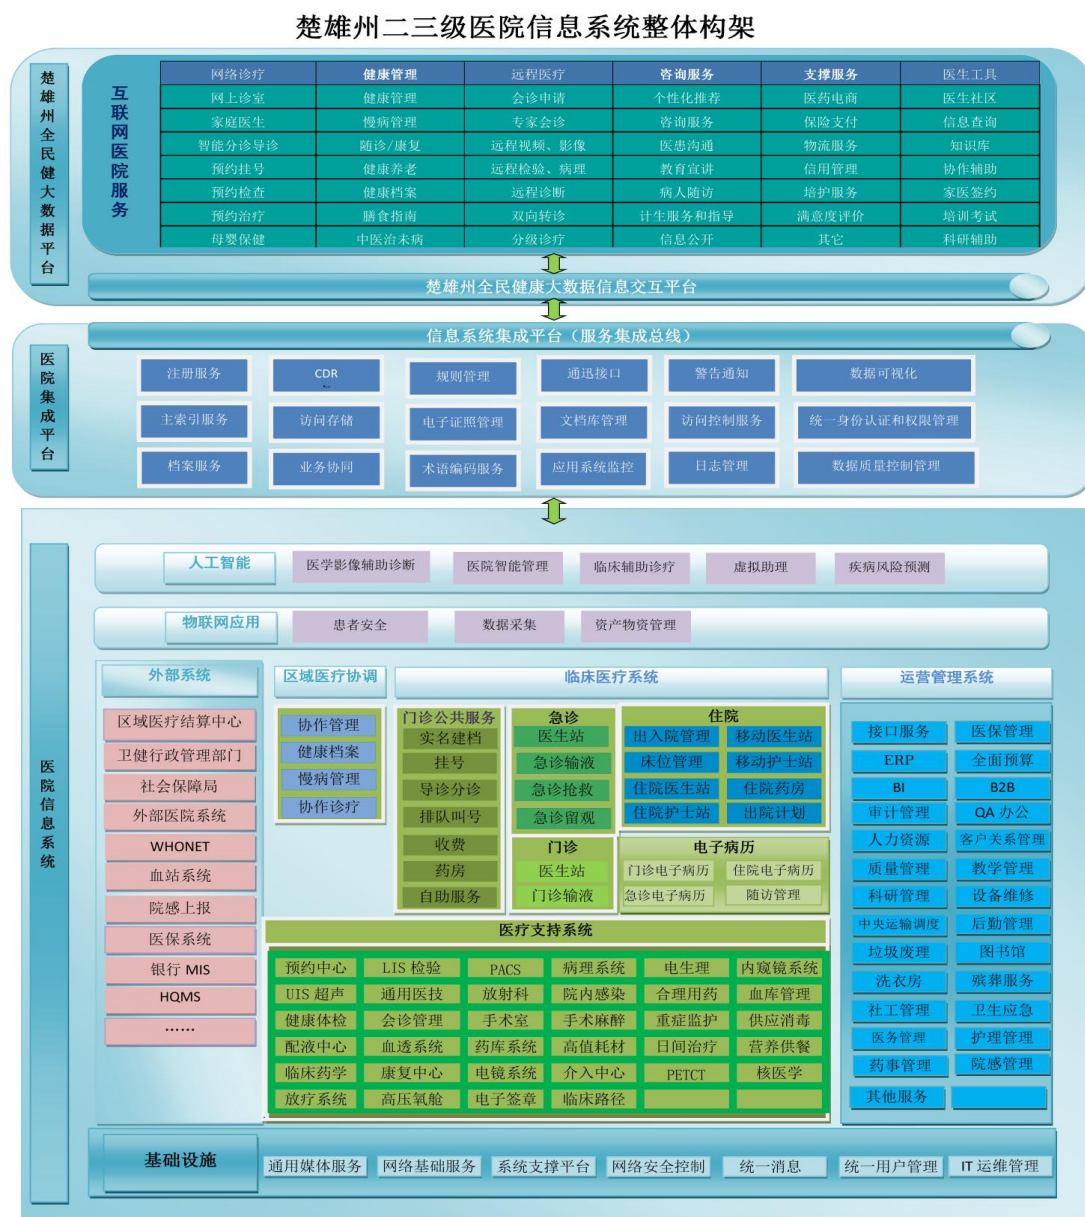 楚雄州二三级医院信息系统整体构架
楚雄州全民健大数据平台
互联网医院服务
网络诊疗 健康管理 远程医疗 咨询服务 支撑服务 医生工具
网上诊室 健康管理 会诊申请 个性化推荐 医药电商 医生社区
家庭医生 慢病管理 专家会诊 咨询服务 保险支付 信息查询
智能分诊导诊 随诊/康复 远程视频、影像 医患沟通 物流服务 知识库
预约挂号 健康养老 远程检验、病理 教育宣讲 信用管理 协作辅助
预约检查 健康档案 远程诊断 病人随访 培护服务 家医签约
预约治疗 膳食指南 双向转诊 计生服务和指导 满意度评价 培训考试
母婴保健 中医治未病 分级诊疗 信息公开 其它 科研辅助
楚雄州全民健康大数据信息交互平台
医院集成平台
信息系统集成平台（服务集成总线）
注册服务 CDR 规则管理 通迅接口 警告通知 数据可视化
主索引服务 访问存储 电子证照管理 文档库管理 访问控制服务 统一身份认证和权限管理
档案服务 业务协同 术语编码服务 应用系统监控 日志管理 数据质量控制管理
医院信息系统
人工智能 医学影像辅助诊断 医院智能管理 临床辅助诊疗 虚拟助理 疾病风险预测
物联网应用 患者安全 数据采集 资产物资管理
外部系统
区域医疗结算中心
卫健行政管理部门
社会保障局
外部医院系统
WHONET
血站系统
院感上报
医保系统
银行 MIS
HQMS
……
区域医疗协调
协作管理
健康档案
慢病管理
协作诊疗
临床医疗系统
门诊公共服务
实名建档
挂号
导诊分诊
排队叫号
收费
药房
自助服务
急诊
医生站
急诊输液
急诊抢救
急诊留观
门诊
医生站
门诊输液
住院
出入院管理 移动医生站
床位管理 移动护士站
住院医生站 住院药房
住院护士站 出院计划
电子病历
门诊电子病历 住院电子病历
急诊电子病历 随访管理
医疗支持系统
预约中心 LIS 检验 PACS 病理系统 电生理 内窥镜系统
UIS 超声 通用医技 放射科 院内感染 合理用药 血库管理
健康体检 会诊管理 手术室 手术麻醉 重症监护 供应消毒
配液中心 血透系统 药库系统 高值耗材 日间治疗 营养供餐
临床药学 康复中心 电镜系统 介入中心 PETCT 核医学
放疗系统 高压氧舱 电子签章 临床路径
运营管理系统
接口服务 医保管理
ERP 全面预算
BI B2B
审计管理 QA 办公
人力资源 客户关系管理
质量管理 教学管理
科研管理 设备维修
中央运输调度 后勤管理
垃圾废理 图书馆
洗衣房 殡葬服务
社工管理 卫生应急
医务管理 护理管理
药事管理 院感管理
其他服务
基础设施 通用媒体服务 网络基础服务 系统支撑平台 网络安全控制 统一消息 统一用户管理 IT 运维管理